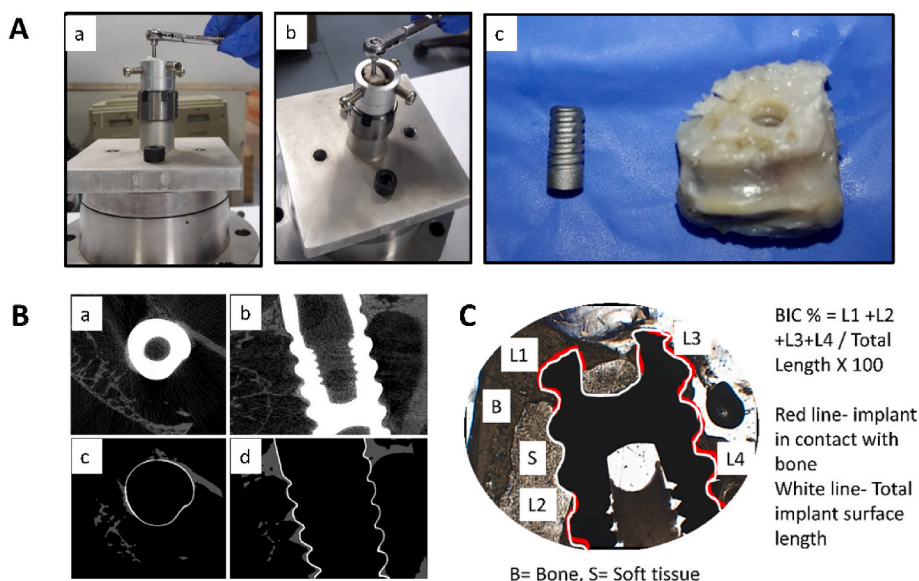 A
a
b
c
B
a
b
c
d
C
L1
L3
B
S
L4
L2
BIC % = L1 +L2
+L3+L4 / Total
Length X 100
Red line- implant
in contact with
bone
White line- Total
implant surface
length
B= Bone, S= Soft tissue